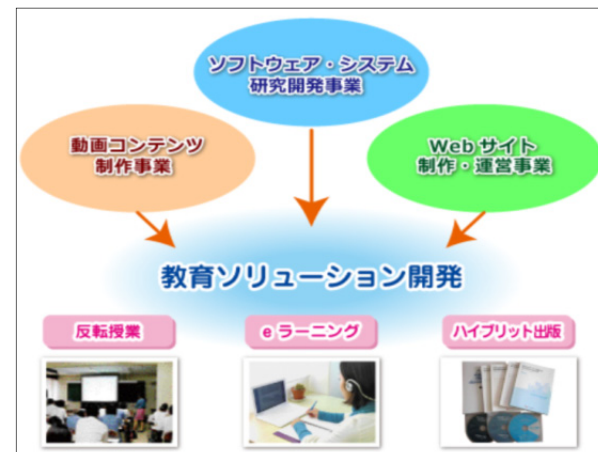 ソフトウェア・システム
研究開発事業
動画コンテンツ
制作事業
Webサイト
制作・運営事業
教育ソリューション開発
反転授業
eラーニング
ハイブリット出版